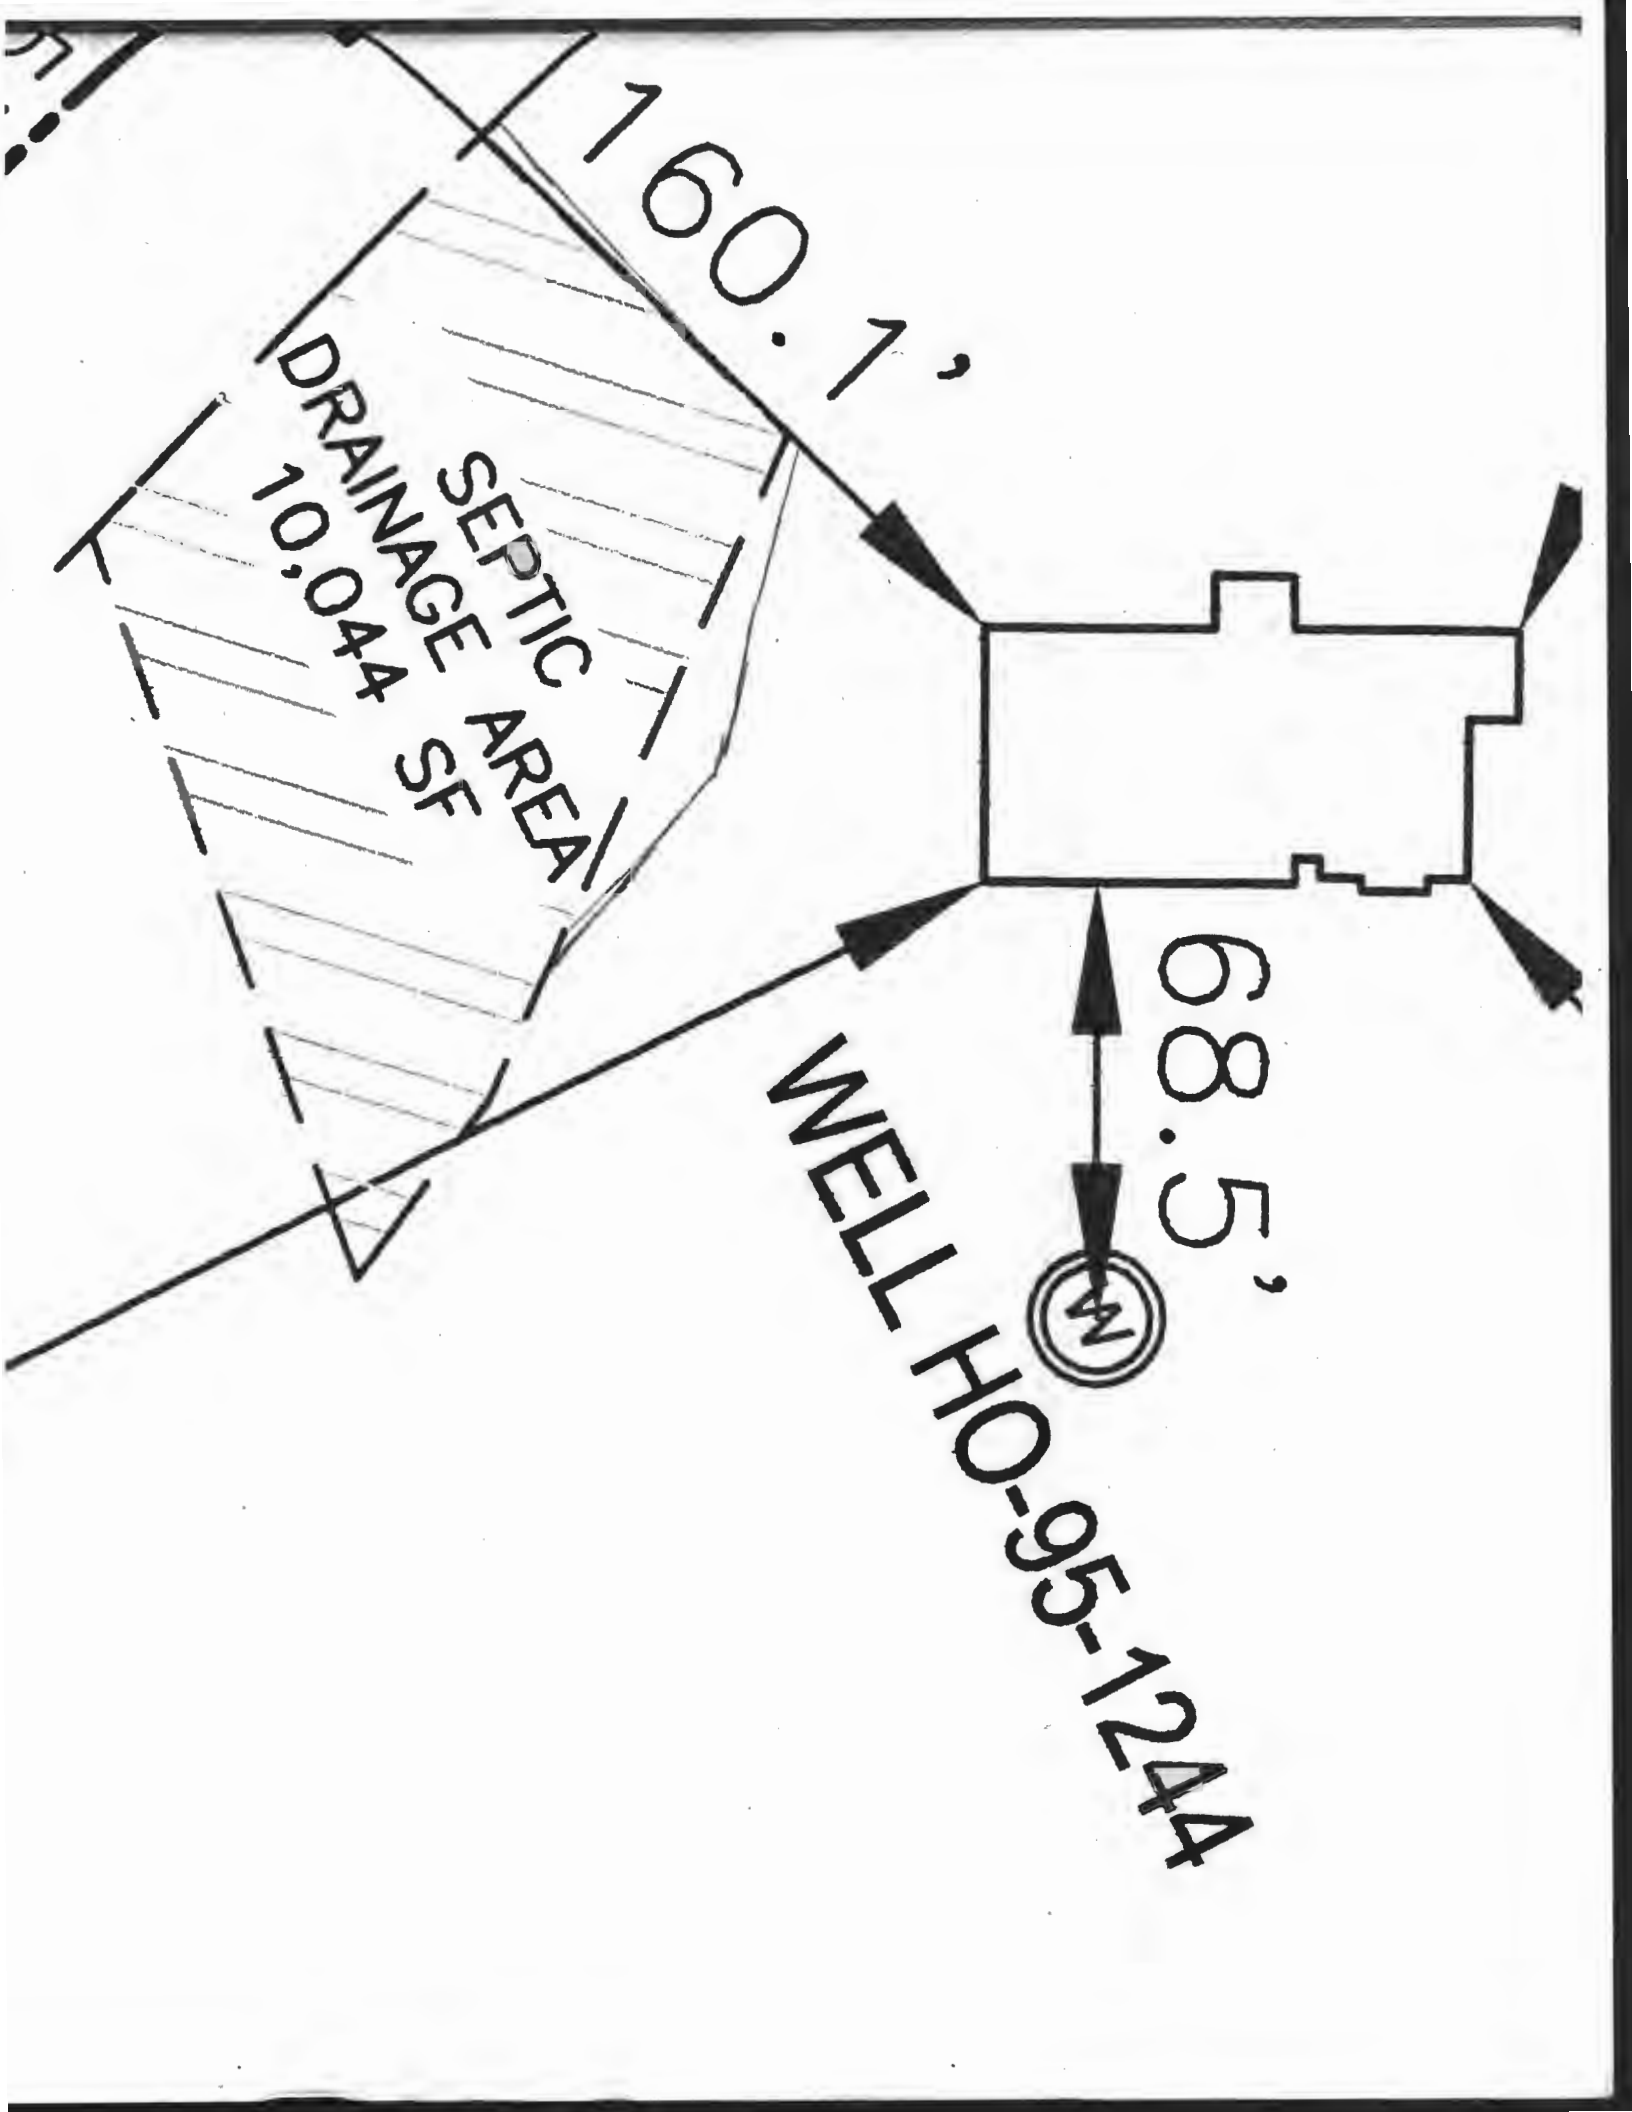 160.1'
SEPTIC
DRAINAGE AREA
10,044 SF
68.5'
W
WELL HO-95-1244